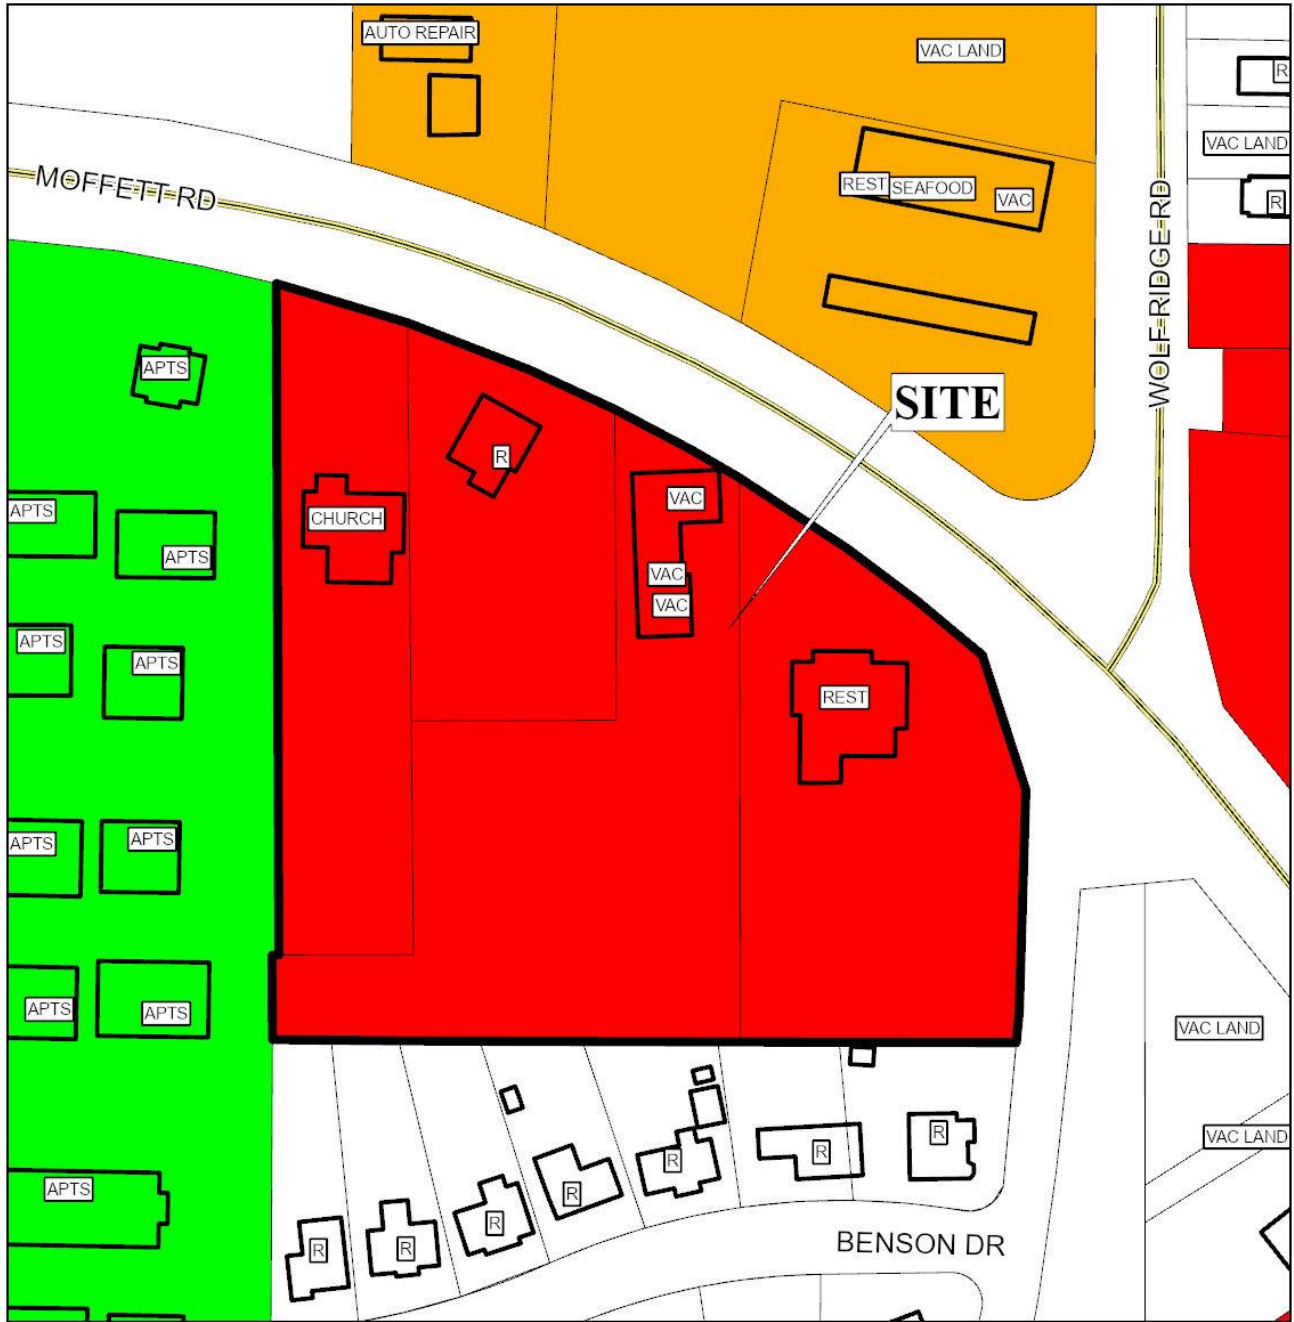 AUTO REPAIR
VAC LAND
R
VAC LAND
MOFFETT RD
REST
SEAFOOD
VAC
R
WOLF RIDGE RD
APTS
SITE
R
VAC
APTS
CHURCH
APTS
VAC
VAC
APTS
APTS
REST
APTS
APTS
APTS
APTS
VAC LAND
VAC LAND
R
R
R
R
APTS
R
R
R
BENSON DR